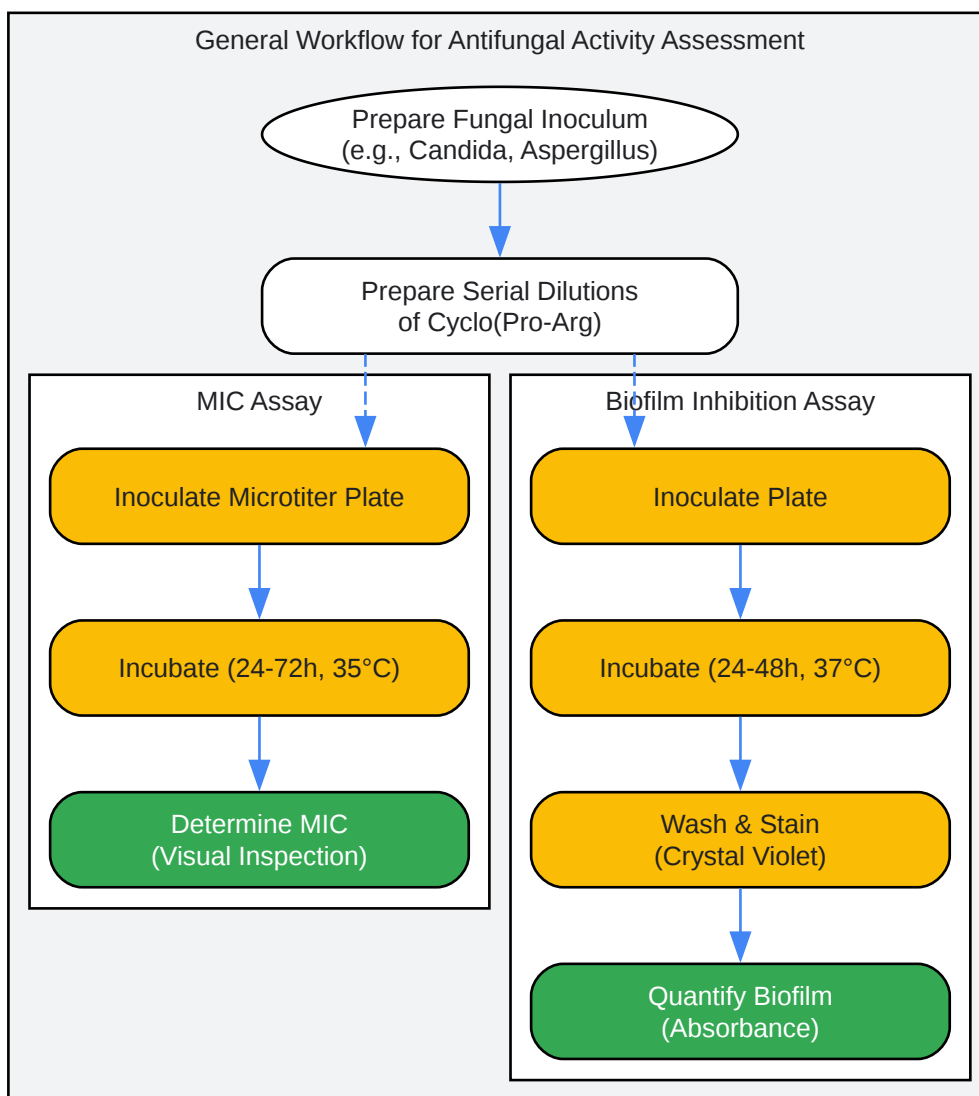 General Workflow for Antifungal Activity Assessment
Prepare Fungal Inoculum
(e.g., Candida, Aspergillus)
Prepare Serial Dilutions
of Cyclo(Pro-Arg)
MIC Assay
Inoculate Microtiter Plate
Incubate (24-72h, 35°C)
Determine MIC
(Visual Inspection)
Biofilm Inhibition Assay
Inoculate Plate
Incubate (24-48h, 37°C)
Wash & Stain
(Crystal Violet)
Quantify Biofilm
(Absorbance)